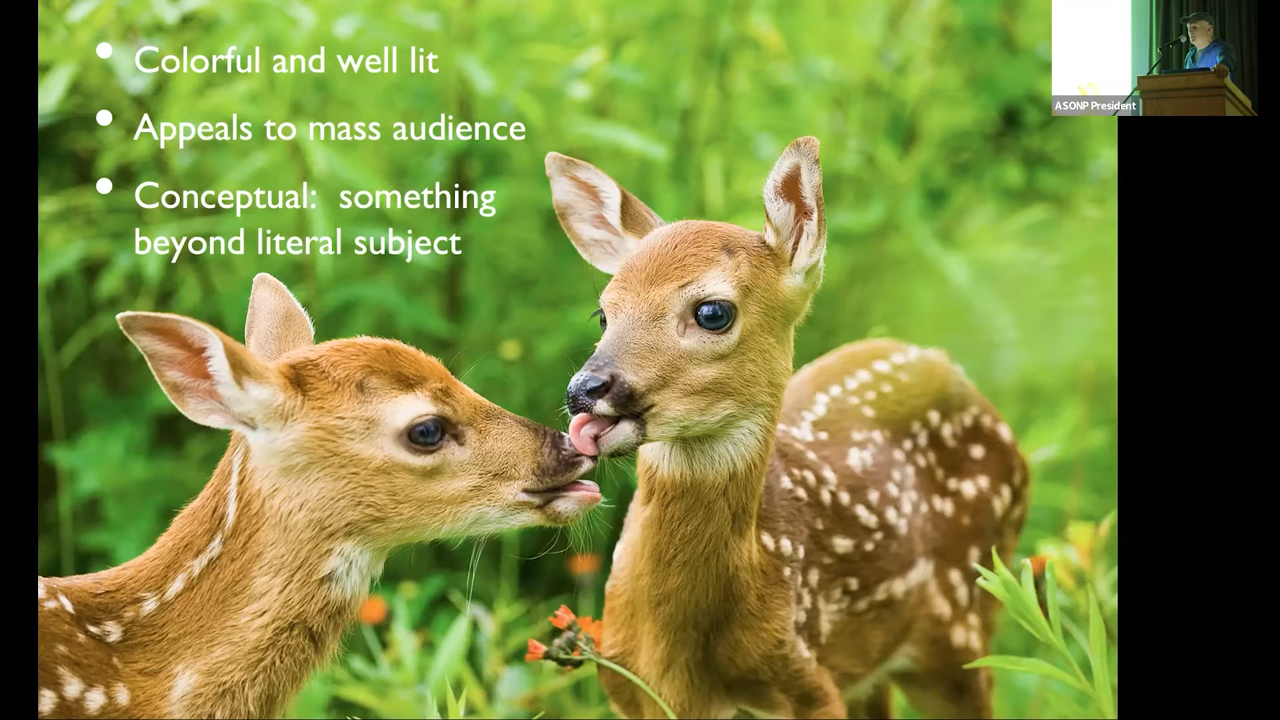 • Colorful and well lit
• Appeals to mass audience
• Conceptual: something
beyond literal subject
ASONP President